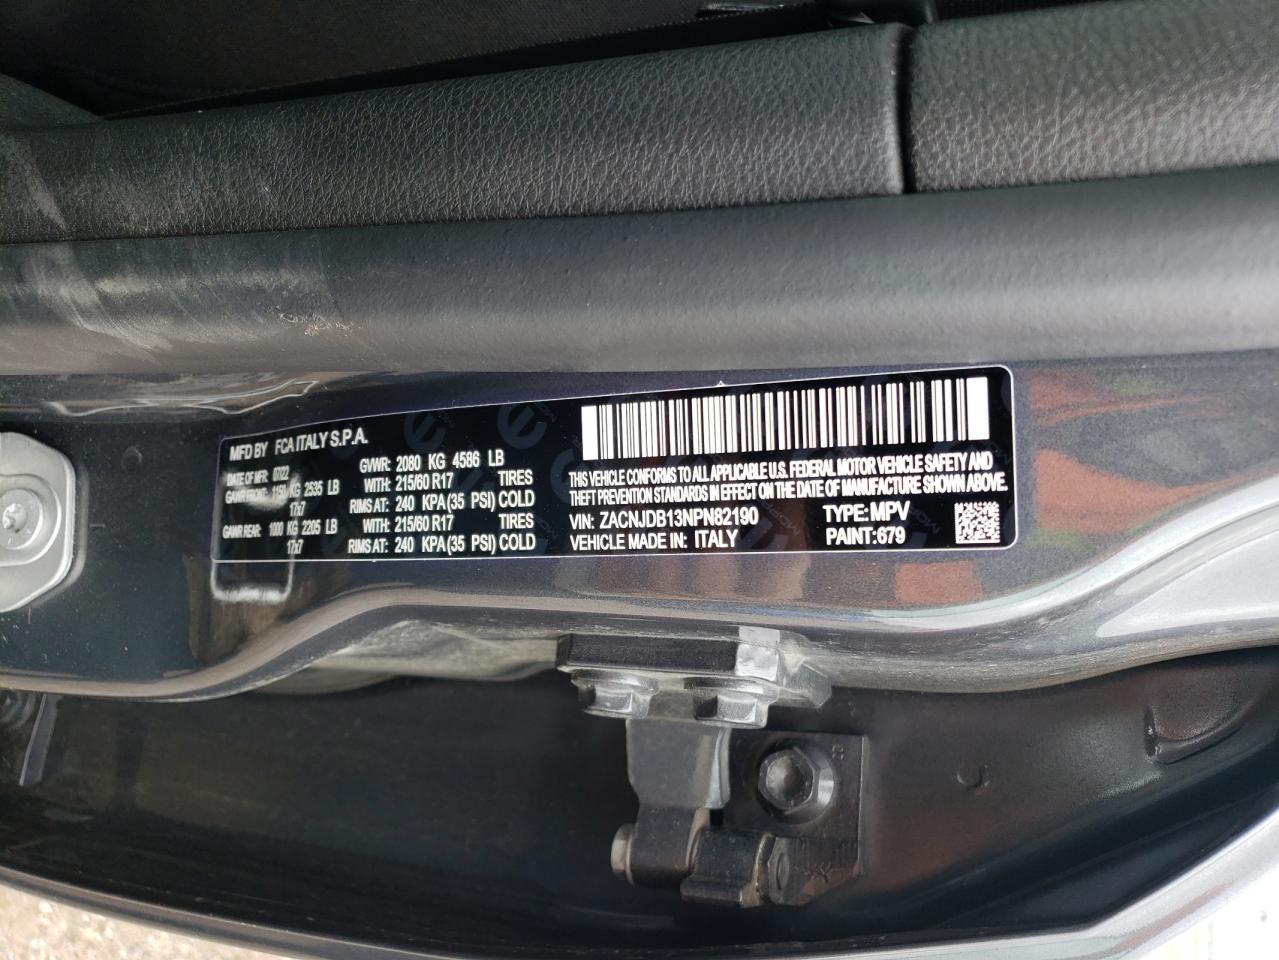 MFD BY FCA ITALY S.P.A.
DATE OF MFR 07/22 GVWR: 2080 KG 4586 LB
GAWR FRONT: 1150 KG 2535 LB WITH: 215/60 R17 TIRES
17x7 RIMS AT: 240 KPA(35 PSI) COLD
GAWR REAR: 1000 KG 2205 LB WITH: 215/60 R17 TIRES
17x7 RIMS AT: 240 KPA(35 PSI) COLD
THIS VEHICLE CONFORMS TO ALL APPLICABLE U.S. FEDERAL MOTOR VEHICLE SAFETY AND
THEFT PREVENTION STANDARDS IN EFFECT ON THE DATE OF MANUFACTURE SHOWN ABOVE.
VIN: ZACNJDB13NPN82190 TYPE: MPV
VEHICLE MADE IN: ITALY PAINT:679